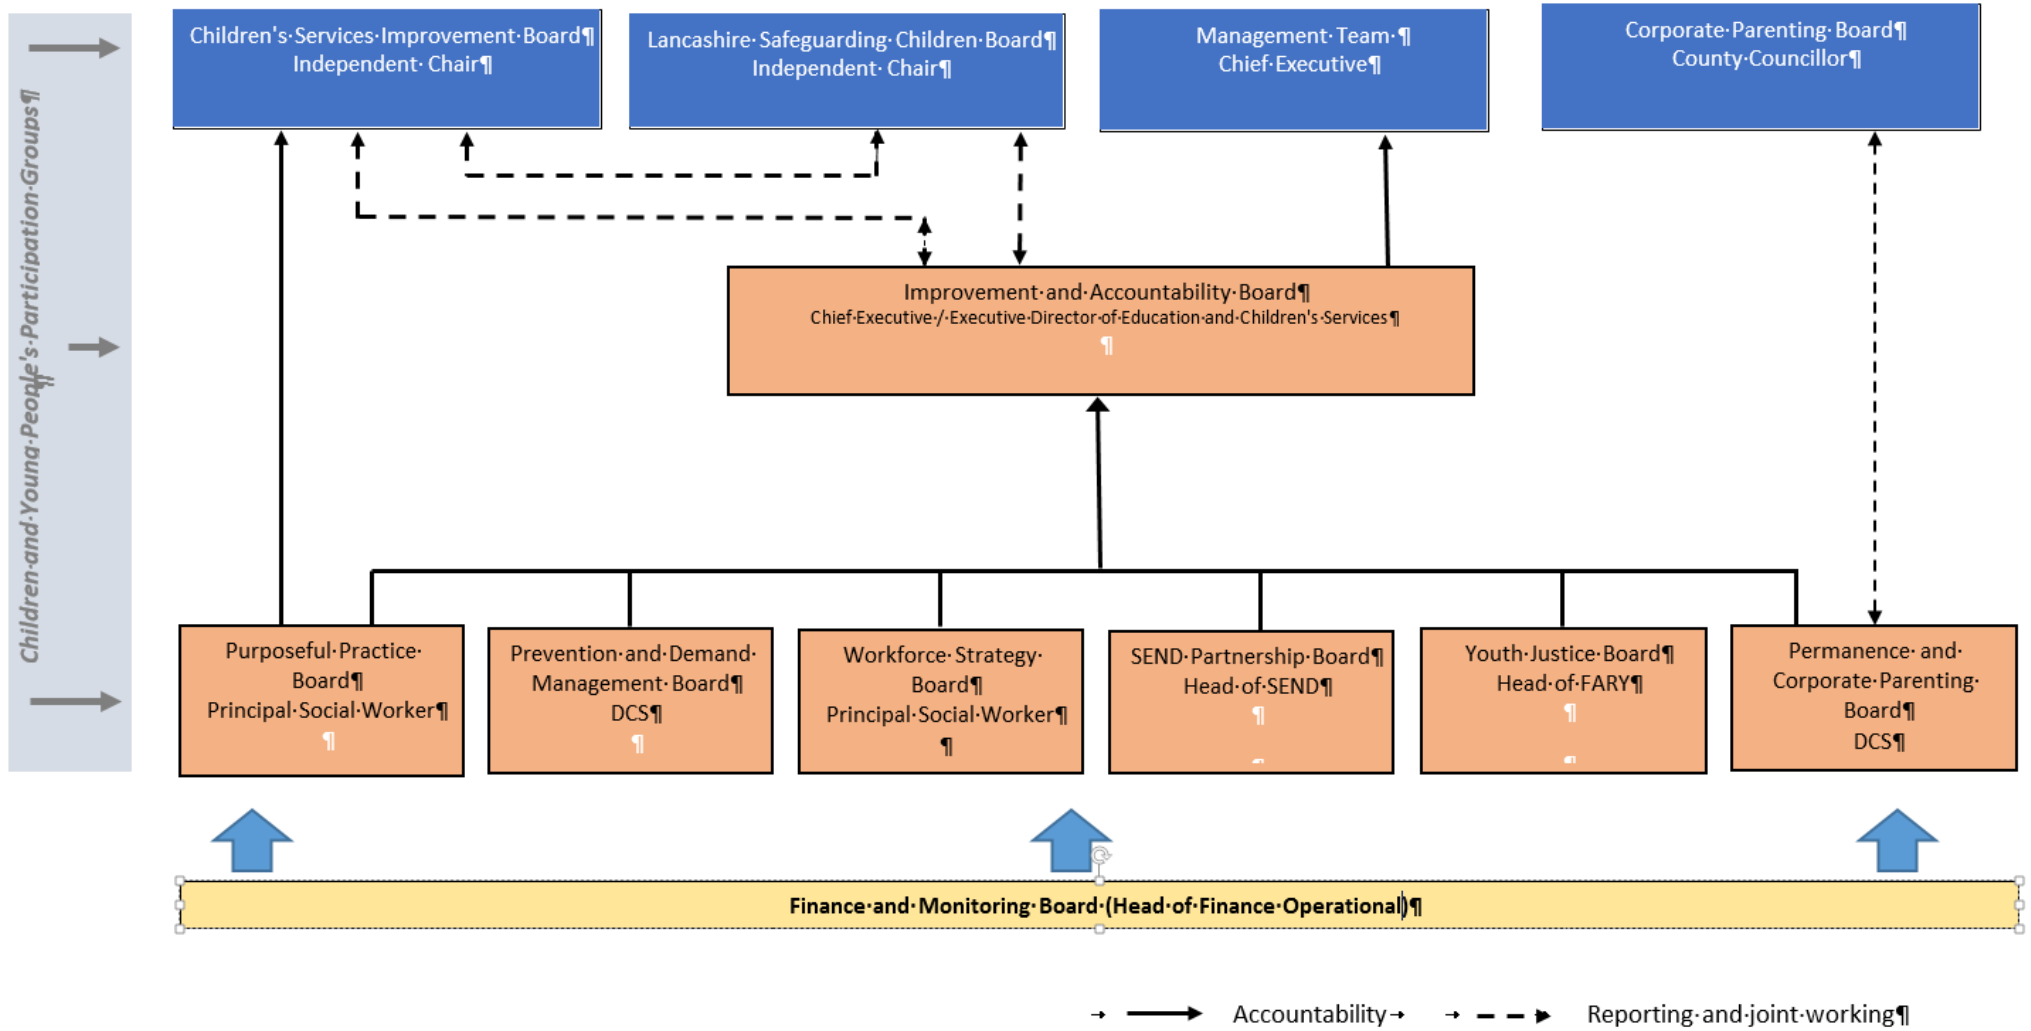 Children's Services Improvement Board¶
Independent Chair¶
Lancashire Safeguarding Children Board¶
Independent Chair¶
Management Team ¶
Chief Executive¶
Corporate Parenting Board¶
County Councillor¶
Children and Young People's Participation Groups¶
¶
Improvement and Accountability Board¶
Chief Executive / Executive Director of Education and Children's Services¶
¶
Purposeful Practice
Board¶
Principal Social Worker¶
¶
Prevention and Demand
Management Board¶
DCS¶
¶
Workforce Strategy
Board¶
Principal Social Worker¶
¶
SEND Partnership Board¶
Head of SEND¶
¶
¶
Youth Justice Board¶
Head of FARY¶
¶
¶
Permanence and
Corporate Parenting
Board¶
DCS¶
Finance and Monitoring Board (Head of Finance Operational)¶
Accountability Reporting and joint working¶